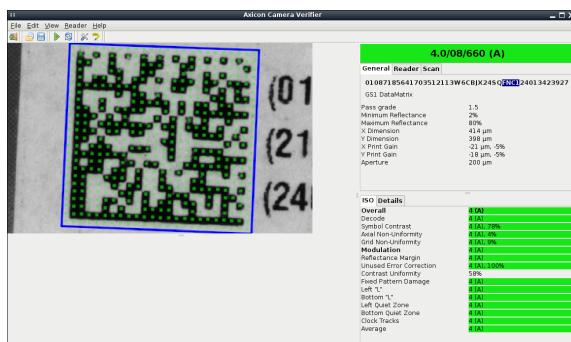 Axicon Camera Verifier
File Edit View Reader Help
(01
(21
(24
4.0/08/660 (A)
General Reader Scan
01087185641703512113W6CBJX24SQFNC124013423927
GS1 DataMatrix
Pass grade 1.5
Minimum Reflectance 2%
Maximum Reflectance 80%
X Dimension 414 µm
Y Dimension 398 µm
X Print Gain -21 µm, -5%
Y Print Gain -18 µm, -5%
Aperture 200 µm
ISO Details
Overall 4 (A)
Decode 4 (A)
Symbol Contrast 4 (A), 78%
Axial Non-Uniformity 4 (A), 4%
Grid Non-Uniformity 4 (A), 9%
Modulation 4 (A)
Reflectance Margin 4 (A)
Unused Error Correction 4 (A), 100%
Contrast Uniformity 58%
Fixed Pattern Damage 4 (A)
Left "L" 4 (A)
Bottom "L" 4 (A)
Left Quiet Zone 4 (A)
Bottom Quiet Zone 4 (A)
Clock Tracks 4 (A)
Average 4 (A)